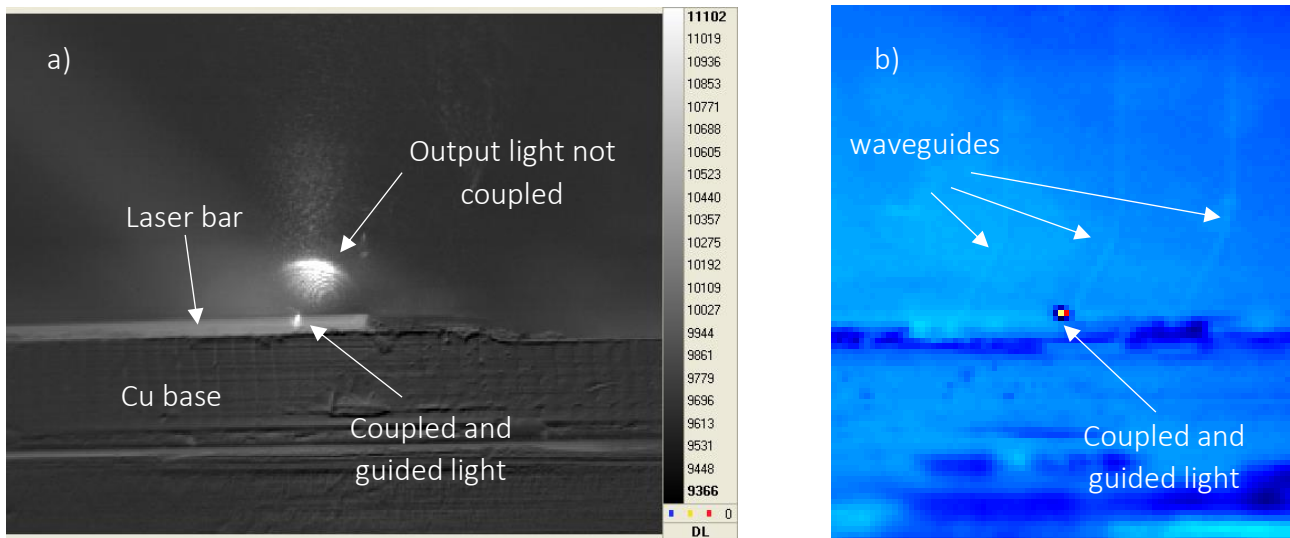 a)
Output light not
coupled
Laser bar
Cu base
Coupled and
guided light
11102
11019
10936
10853
10771
10688
10605
10523
10440
10357
10275
10192
10109
10027
9944
9861
9779
9696
9613
9531
9448
9366
0
DL
b)
waveguides
Coupled and
guided light